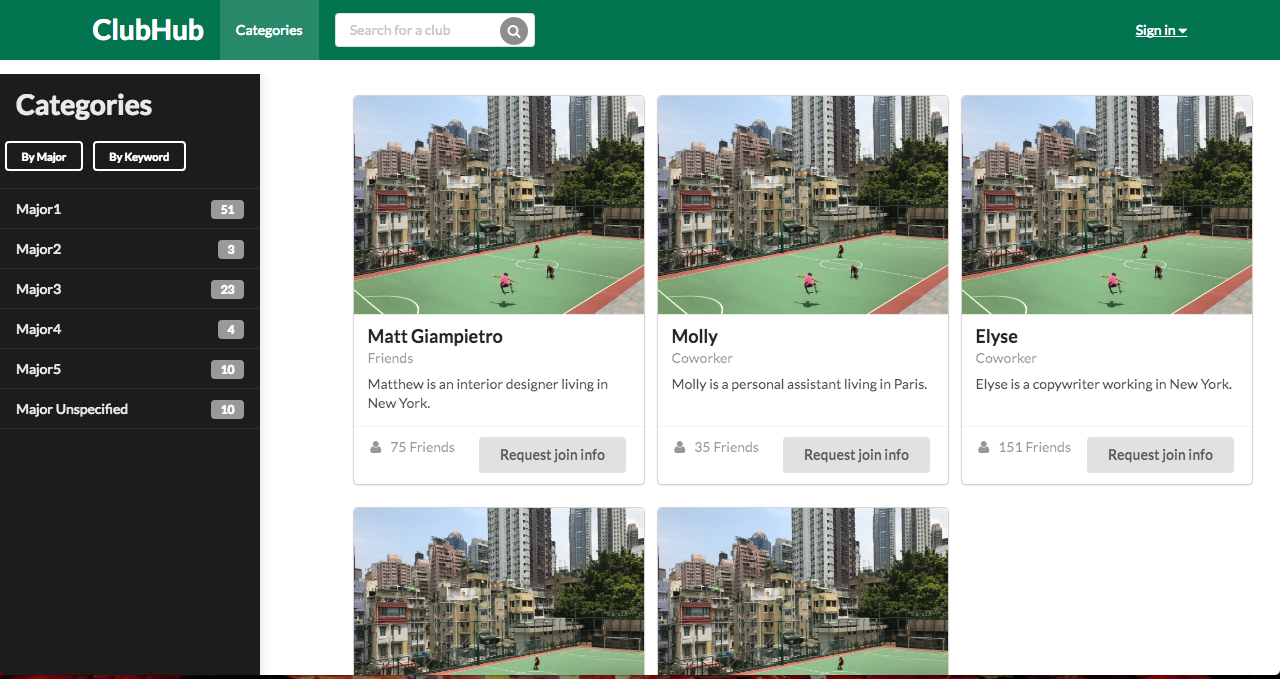 ClubHub
Categories
Search for a club
Sign in
Categories
By Major
By Keyword
Major1 51
Major2 3
Major3 23
Major4 4
Major5 10
Major Unspecified 10
Matt Giampietro
Friends
Matthew is an interior designer living in
New York.
75 Friends
Request join info
Molly
Coworker
Molly is a personal assistant living in Paris.
35 Friends
Request join info
Elyse
Coworker
Elyse is a copywriter working in New York.
151 Friends
Request join info